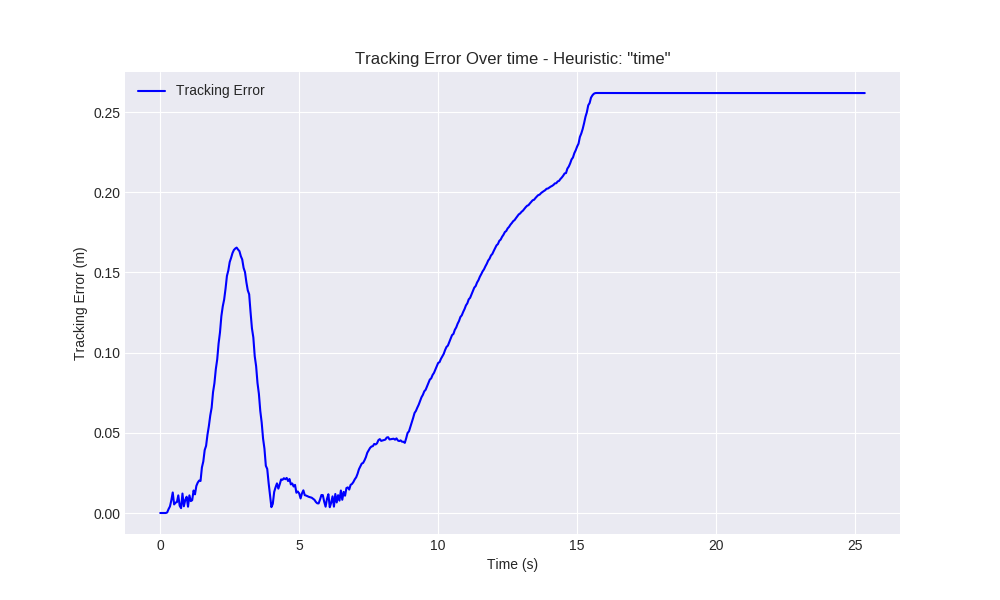 Tracking Error Over time - Heuristic: "time"
Tracking Error
0.25
0.20
0.15
0.10
0.05
0.00
Tracking Error (m)
0 5 10 15 20 25
Time (s)